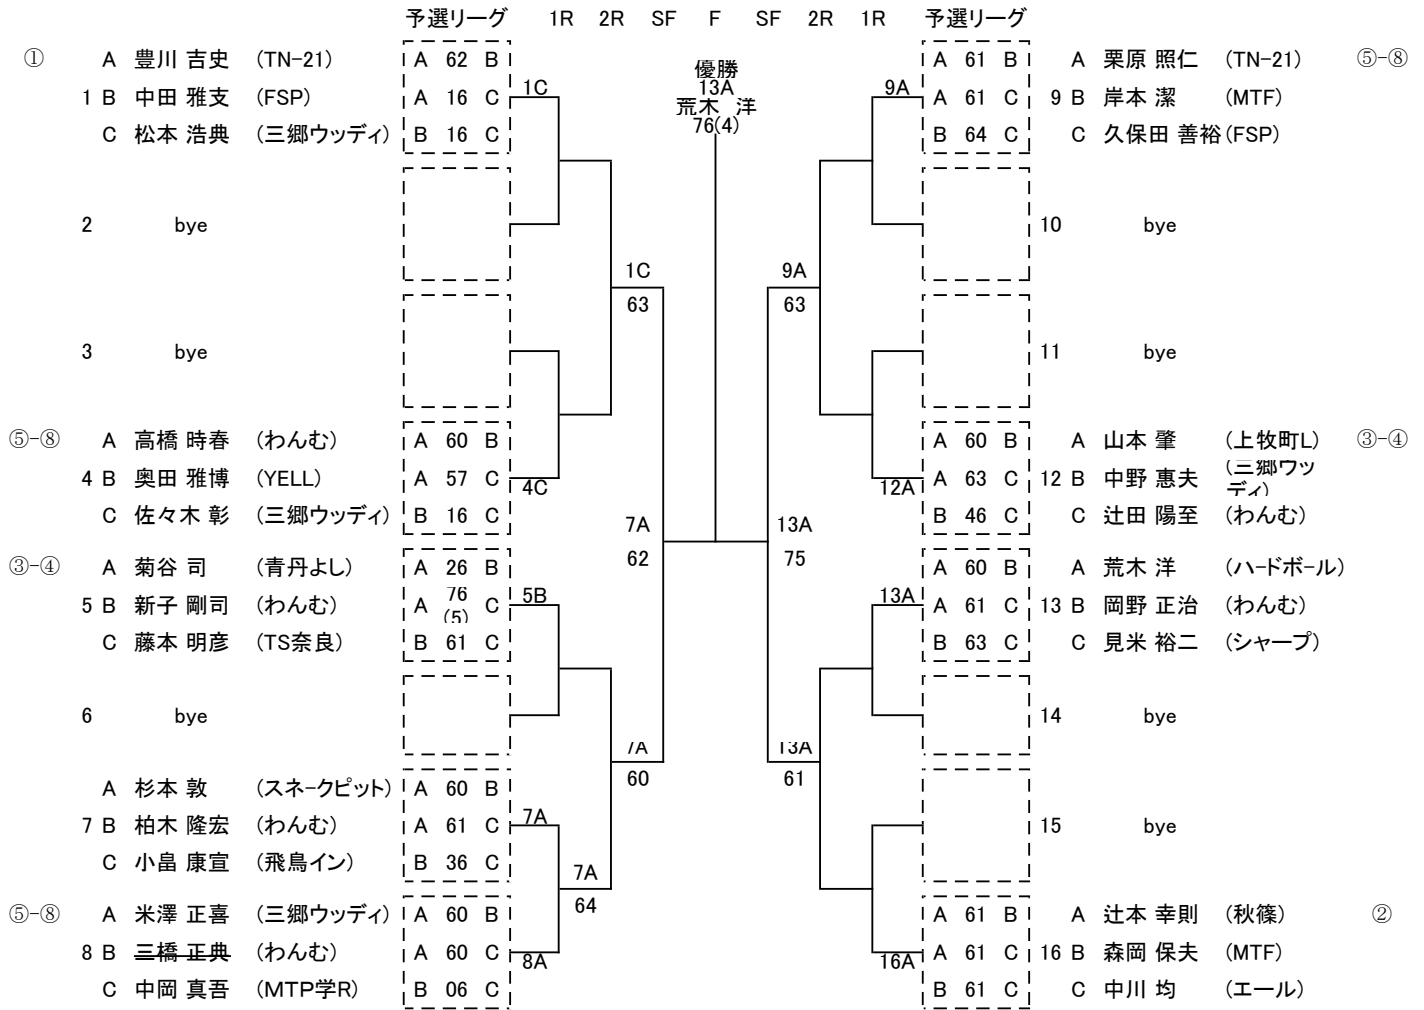 予選リーグ 1R 2R SF F SF 2R 1R 予選リーグ
① A 豊川 吉史 (TN-21) A 62 B
1 B 中田 雅支 (FSP) A 16 C 1C
C 松本 浩典 (三郷ウッディ) B 16 C
2 bye
3 bye
1C
63
⑤-⑧ A 高橋 時春 (わんむ) A 60 B
4 B 奥田 雅博 (YELL) A 57 C 4C
C 佐々木 彰 (三郷ウッディ) B 16 C
7A
62
③-④ A 菊谷 司 (青丹よし) A 26 B
5 B 新子 剛司 (わんむ) A 76(5) C 5B
C 藤本 明彦 (TS奈良) B 61 C
6 bye
7A
60
A 杉本 敦 (スネークピット) A 60 B
7 B 柏木 隆宏 (わんむ) A 61 C 7A
C 小畠 康宣 (飛鳥イン) B 36 C
7A
64
⑤-⑧ A 米澤 正喜 (三郷ウッディ) A 60 B
8 B 三橋 正典 (わんむ) A 60 C 8A
C 中岡 真吾 (MTP学R) B 06 C
優勝
13A
荒木 洋
76(4)
A 61 B A 栗原 照仁 (TN-21) ⑤-⑧
9A A 61 C 9 B 岸本 潔 (MTF)
B 64 C C 久保田 善裕 (FSP)
10 bye
9A
63
11 bye
A 60 B A 山本 肇 (上牧町L) ③-④
12A A 63 C 12 B 中野 惠夫 (三郷ウッディ)
B 46 C C 辻田 陽至 (わんむ)
13A
75
A 60 B A 荒木 洋 (ハードボール)
13A A 61 C 13 B 岡野 正治 (わんむ)
B 63 C C 見米 裕二 (シャープ)
14 bye
13A
61
15 bye
A 61 B A 辻本 幸則 (秋篠) ②
16A A 61 C 16 B 森岡 保夫 (MTF)
B 61 C C 中川 均 (エール)